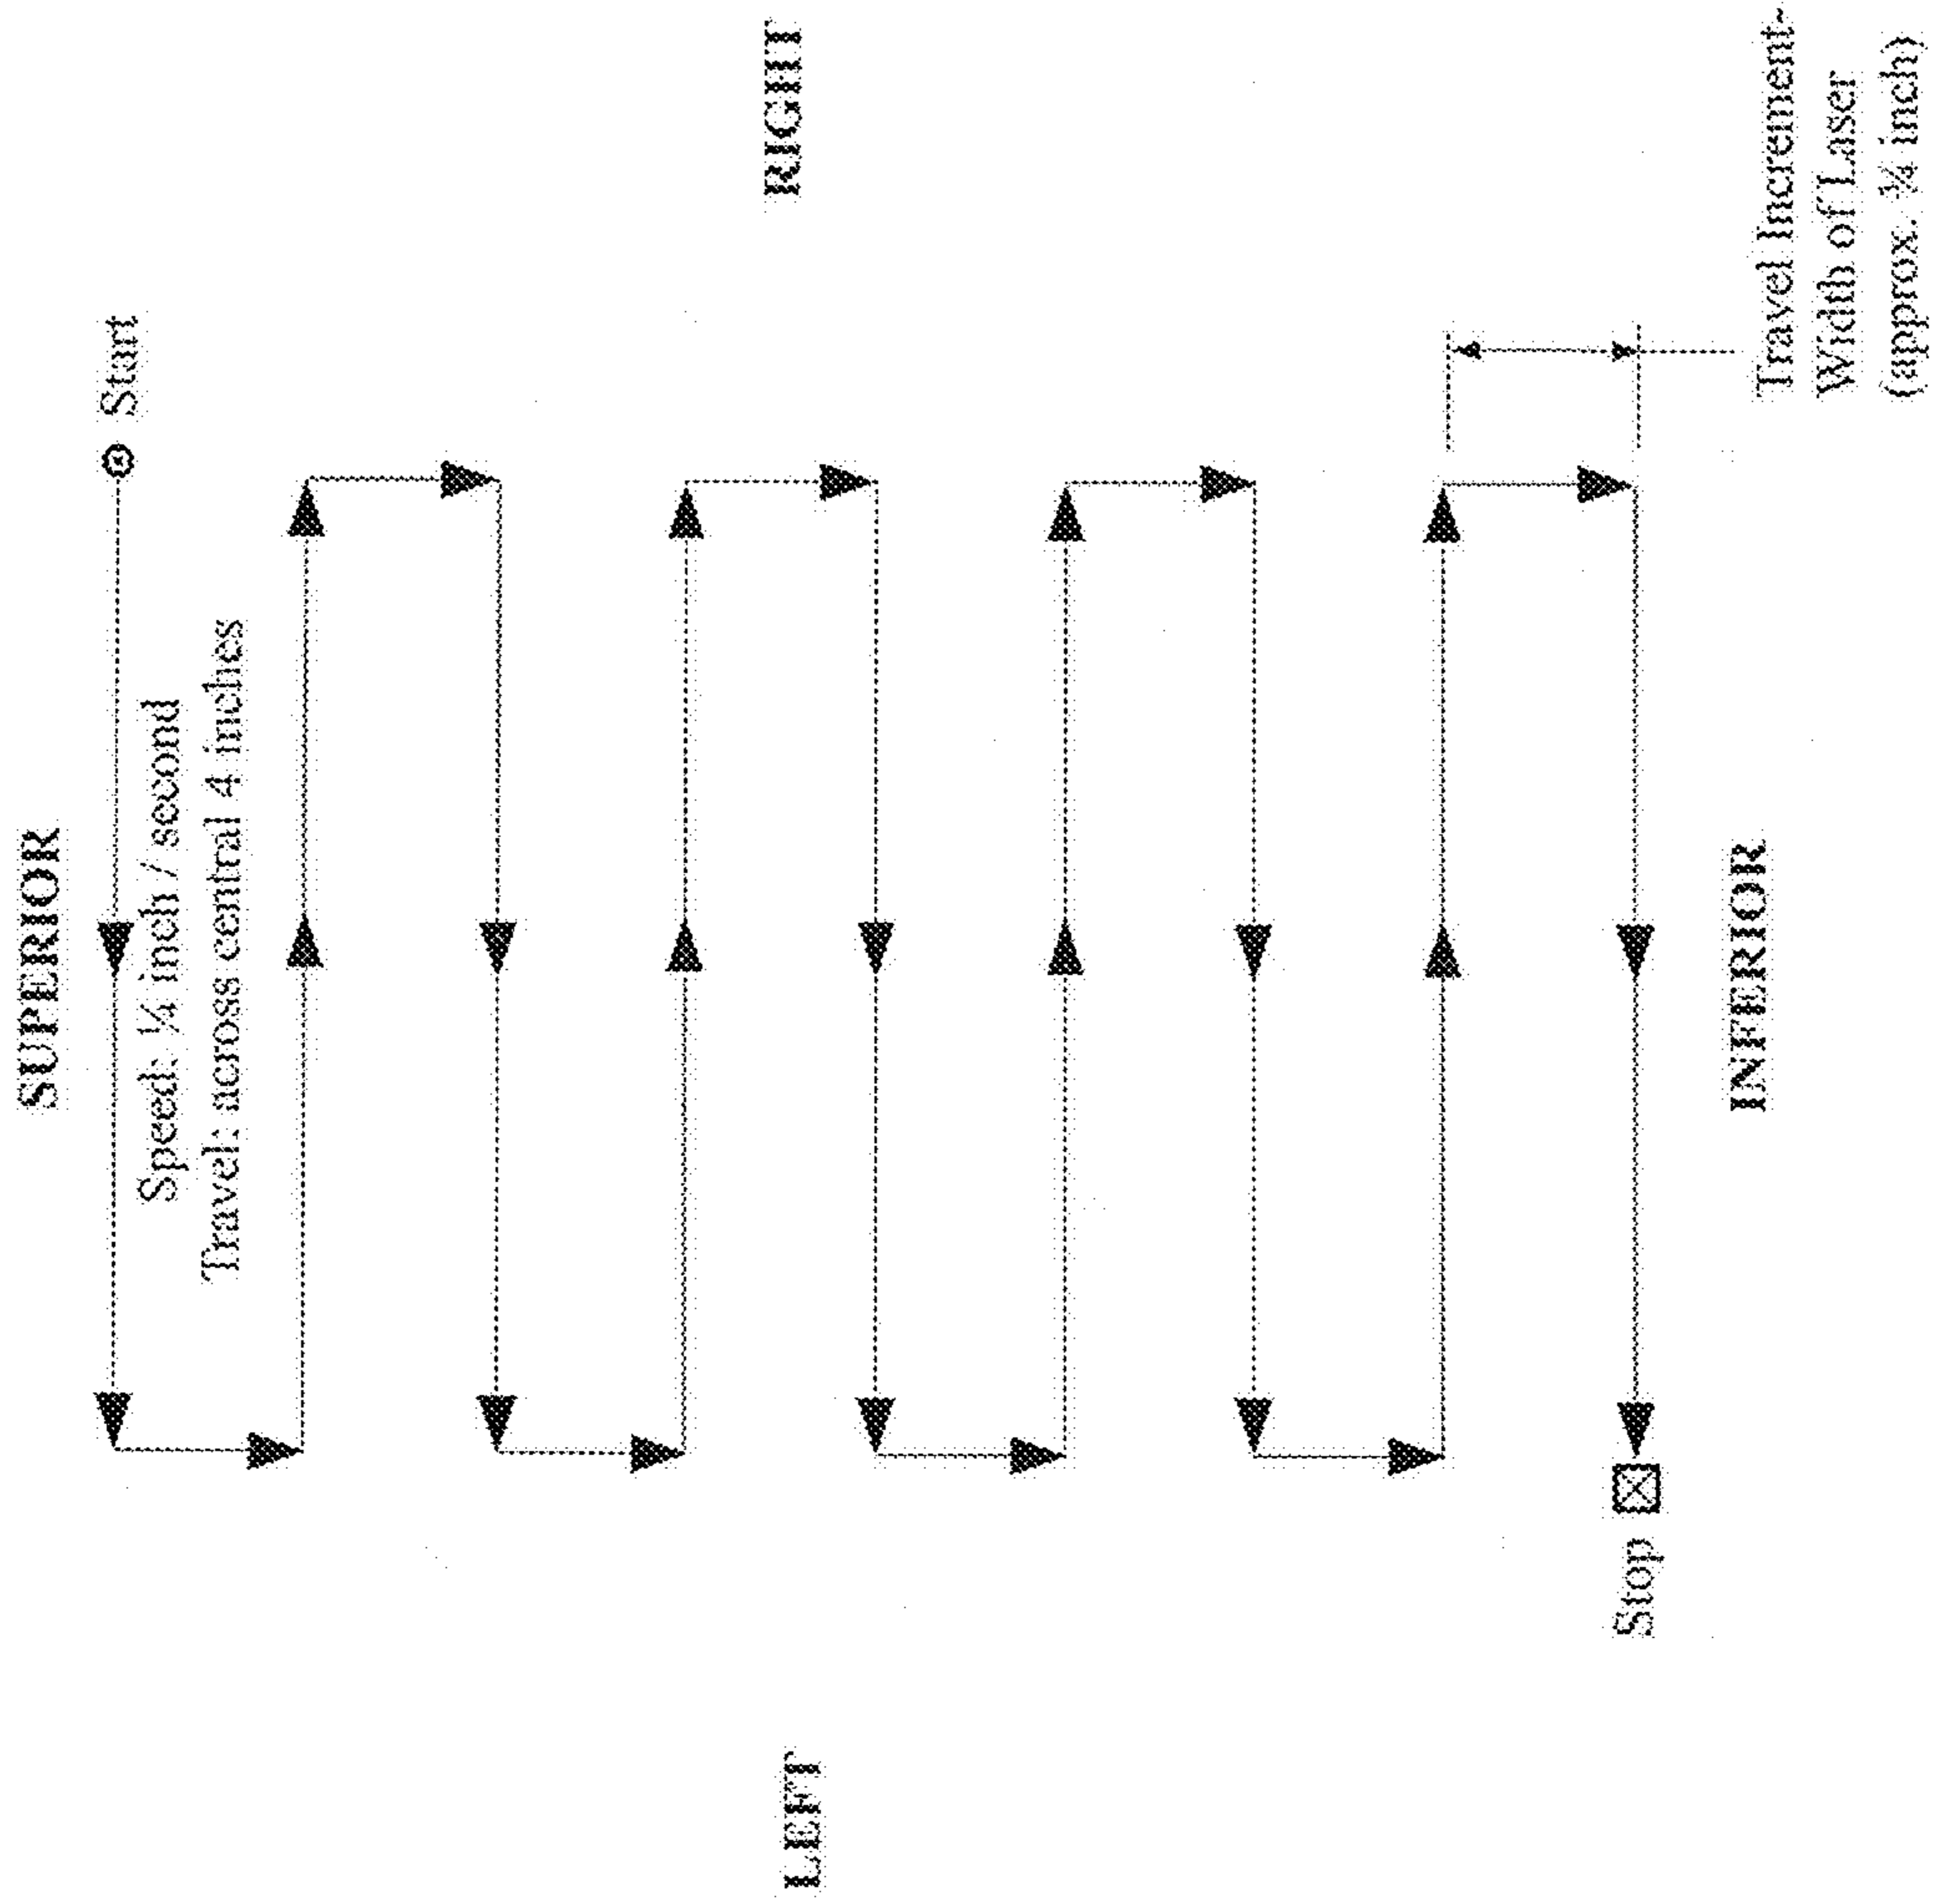 SUPERIOR
Start
Speed: ¼ inch / second
Travel: across central 4 inches
LEFT
RIGHT
Stop
INFERIOR
Travel Increment~
Width of Laser
(approx. ¾ inch)